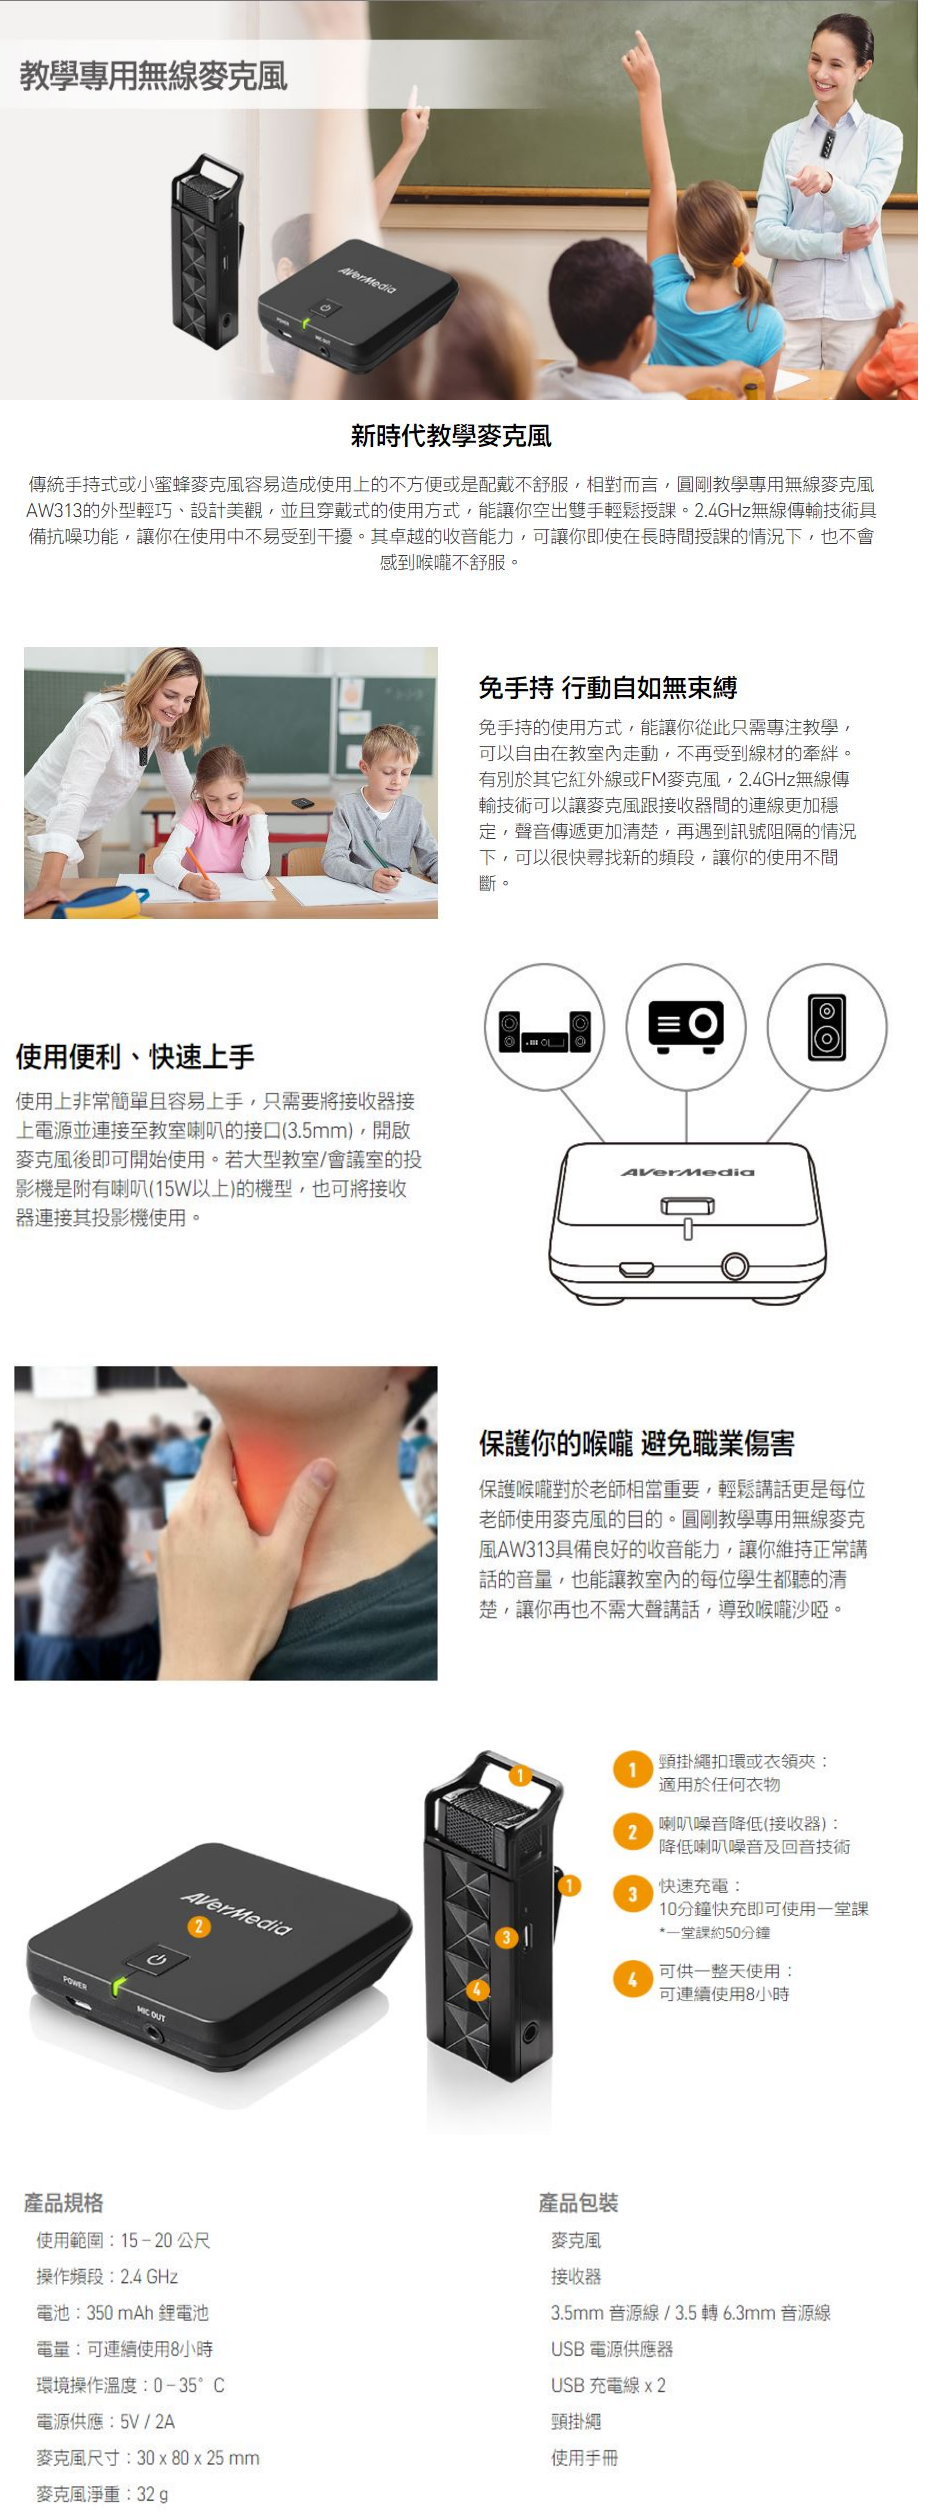 教學專用無線麥克風
AVerMedia
POWER
MIC OUT
新時代教學麥克風
傳統手持式或小蜜蜂麥克風容易造成使用上的不方便或是配戴不舒服，相對而言，圓剛教學專用無線麥克風
AW313的外型輕巧、設計美觀，並且穿戴式的使用方式，能讓你空出雙手輕鬆授課。2.4GHz無線傳輸技術具
備抗噪功能，讓你在使用中不易受到干擾。其卓越的收音能力，可讓你即使在長時間授課的情況下，也不會
感到喉嚨不舒服。
免手持 行動自如無束縛
免手持的使用方式，能讓你從此只需專注教學，
可以自由在教室內走動，不再受到線材的牽絆。
有別於其它紅外線或FM麥克風，2.4GHz無線傳
輸技術可以讓麥克風跟接收器間的連線更加穩
定，聲音傳遞更加清楚，再遇到訊號阻隔的情況
下，可以很快尋找新的頻段，讓你的使用不間
斷。
使用便利、快速上手
使用上非常簡單且容易上手，只需要將接收器接
上電源並連接至教室喇叭的接口(3.5mm)，開啟
麥克風後即可開始使用。若大型教室/會議室的投
影機是附有喇叭(15W以上)的機型，也可將接收
器連接其投影機使用。
AVerMedia
保護你的喉嚨 避免職業傷害
保護喉嚨對於老師相當重要，輕鬆講話更是每位
老師使用麥克風的目的。圓剛教學專用無線麥克
風AW313具備良好的收音能力，讓你維持正常講
話的音量，也能讓教室內的每位學生都聽的清
楚，讓你再也不需大聲講話，導致喉嚨沙啞。
AVerMedia
POWER
MIC OUT
2
1
1
3
4
1 頸掛繩扣環或衣領夾：
適用於任何衣物
2 喇叭噪音降低(接收器)：
降低喇叭噪音及回音技術
3 快速充電：
10分鐘快充即可使用一堂課
*一堂課約50分鐘
4 可供一整天使用：
可連續使用8小時
產品規格
使用範圍：15 – 20 公尺
操作頻段：2.4 GHz
電池：350 mAh 鋰電池
電量：可連續使用8小時
環境操作溫度：0 – 35° C
電源供應：5V / 2A
麥克風尺寸：30 x 80 x 25 mm
麥克風淨重：32 g
產品包裝
麥克風
接收器
3.5mm 音源線 / 3.5 轉 6.3mm 音源線
USB 電源供應器
USB 充電線 x 2
頸掛繩
使用手冊